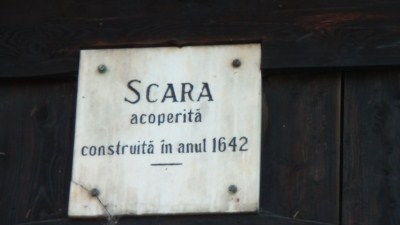 SCARA
acoperită
construită în anul 1642